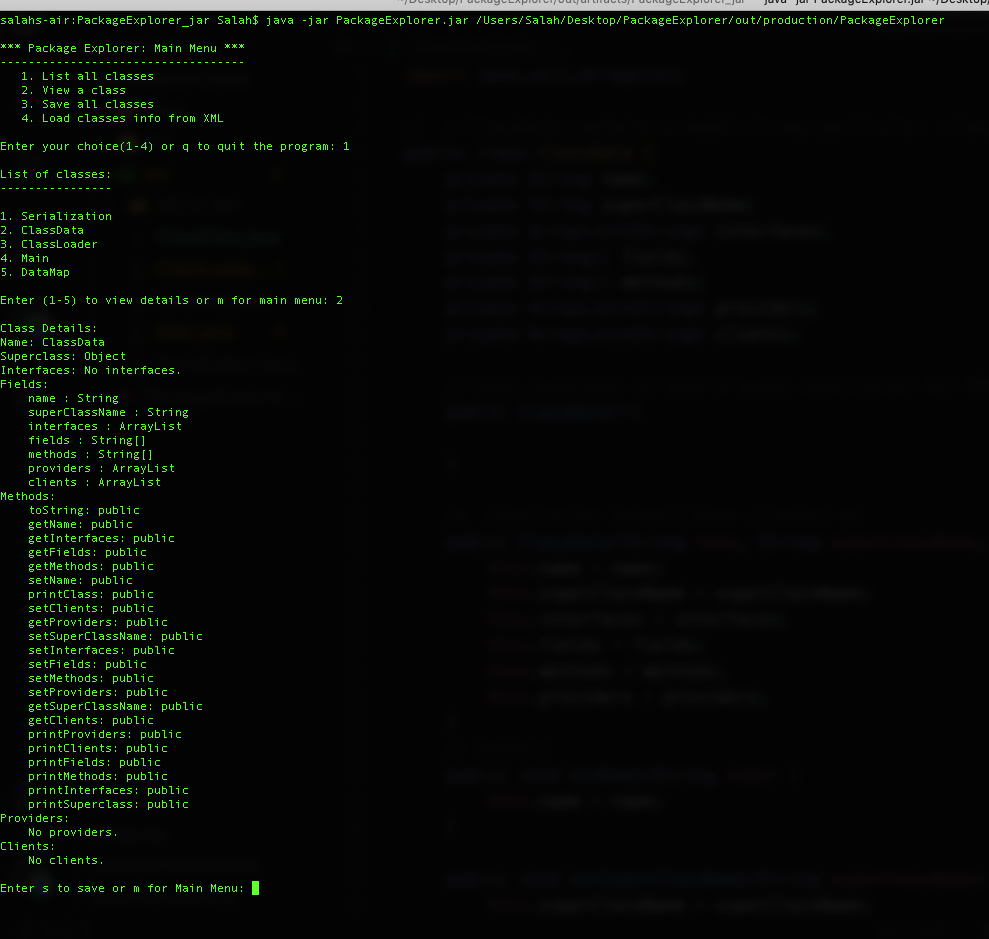 salahs-air:PackageExplorer_jar Salah$ java -jar PackageExplorer.jar /Users/Salah/Desktop/PackageExplorer/out/production/PackageExplorer
*** Package Explorer: Main Menu ***
-----------------------------------
1. List all classes
2. View a class
3. Save all classes
4. Load classes info from XML
Enter your choice(1-4) or q to quit the program: 1
List of classes:
----------------
1. Serialization
2. ClassData
3. ClassLoader
4. Main
5. DataMap
Enter (1-5) to view details or m for main menu: 2
Class Details:
Name: ClassData
Superclass: Object
Interfaces: No interfaces.
Fields:
name : String
superClassName : String
interfaces : ArrayList
fields : String[]
methods : String[]
providers : ArrayList
clients : ArrayList
Methods:
toString: public
getName: public
getInterfaces: public
getFields: public
getMethods: public
setName: public
printClass: public
setClients: public
getProviders: public
setSuperClassName: public
setInterfaces: public
setFields: public
setMethods: public
setProviders: public
getSuperClassName: public
getClients: public
printProviders: public
printClients: public
printFields: public
printMethods: public
printInterfaces: public
printSuperclass: public
Providers:
No providers.
Clients:
No clients.
Enter s to save or m for Main Menu: